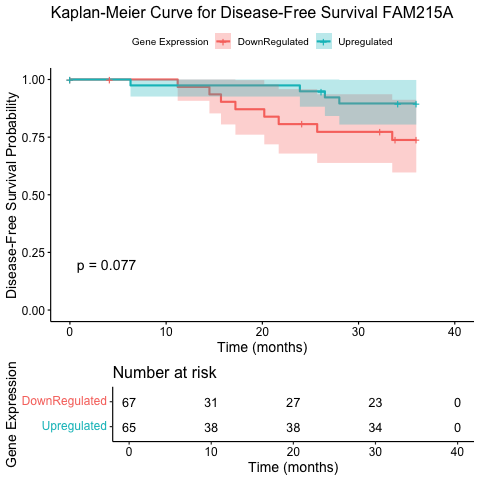 Kaplan-Meier Curve for Disease-Free Survival FAM215A
Gene Expression DownRegulated Upregulated
Disease-Free Survival Probability
1.00
0.75
0.50
0.25
0.00
p = 0.077
0 10 20 30 40
Time (months)
Number at risk
Gene Expression
DownRegulated 67 31 27 23 0
Upregulated 65 38 38 34 0
0 10 20 30 40
Time (months)